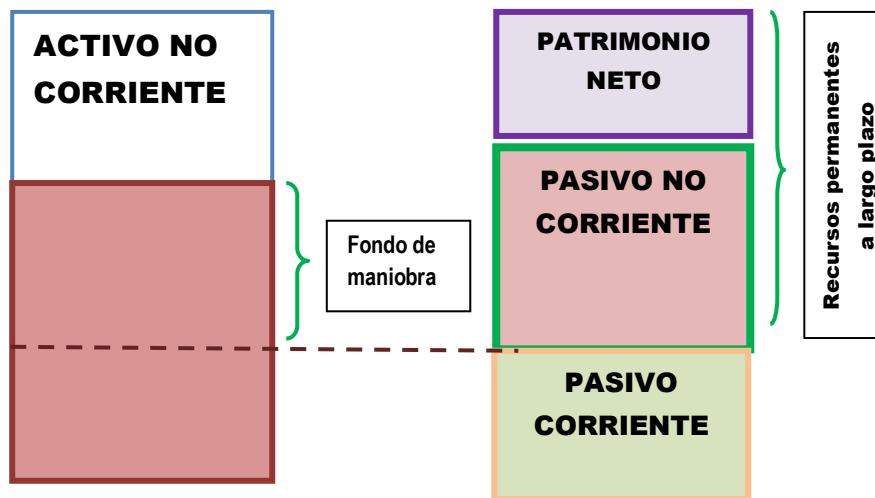 ACTIVO NO
CORRIENTE
Fondo de
maniobra
PATRIMONIO
NETO
PASIVO NO
CORRIENTE
PASIVO
CORRIENTE
Recursos permanentes
a largo plazo